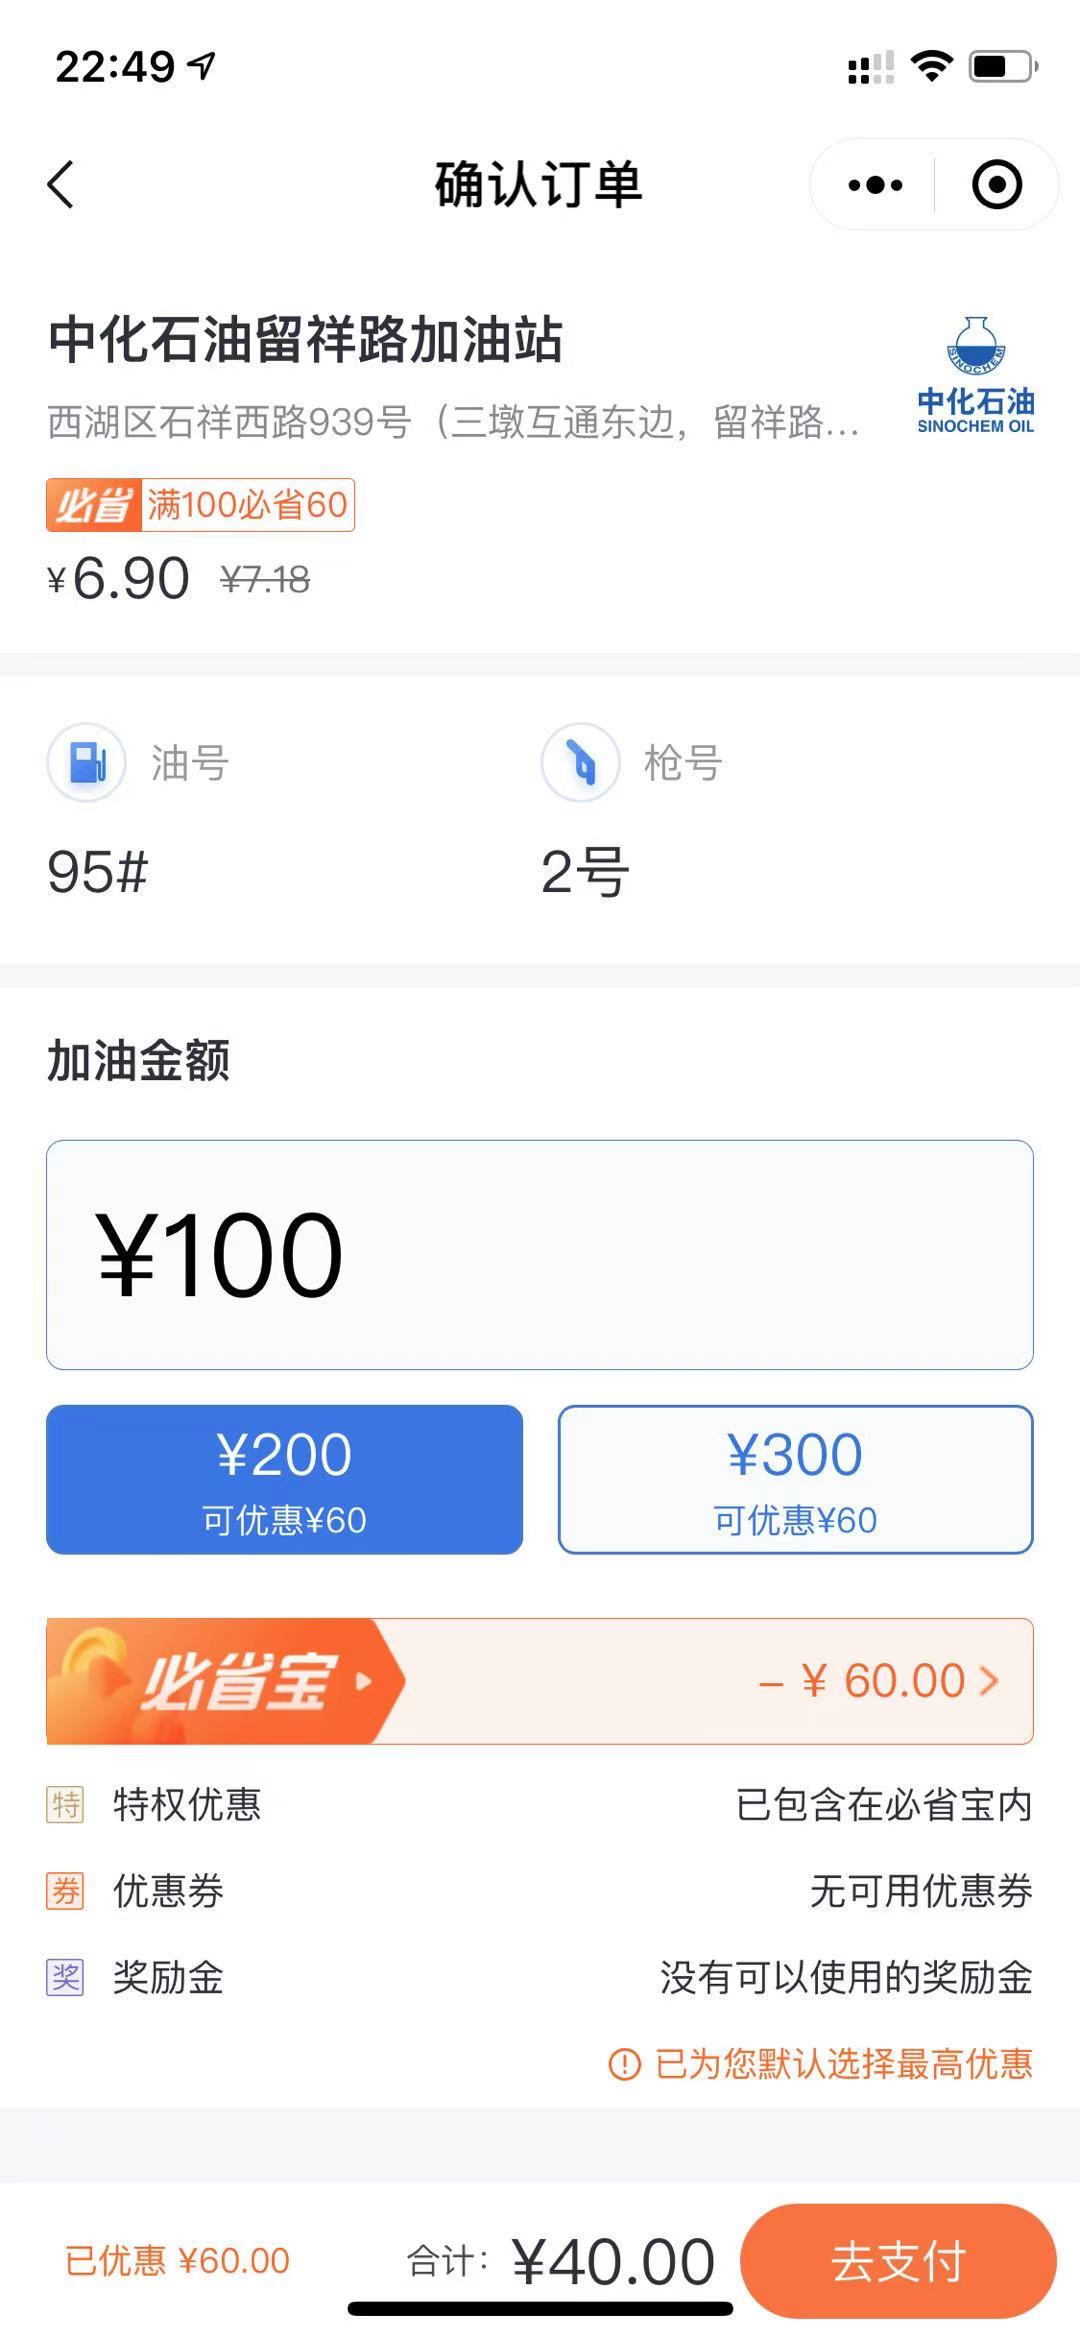 22:49
确认订单
中化石油留祥路加油站
西湖区石祥西路939号（三墩互通东边，留祥路...
SINOCHEM
中化石油
SINOCHEM OIL
必省 满100必省60
¥6.90 ¥7.18
油号 枪号
95# 2号
加油金额
¥100
¥200 ¥300
可优惠¥60 可优惠¥60
必省宝 - ¥ 60.00
特 特权优惠 已包含在必省宝内
券 优惠券 无可用优惠券
奖 奖励金 没有可以使用的奖励金
已为您默认选择最高优惠
已优惠 ¥60.00 合计：¥40.00 去支付